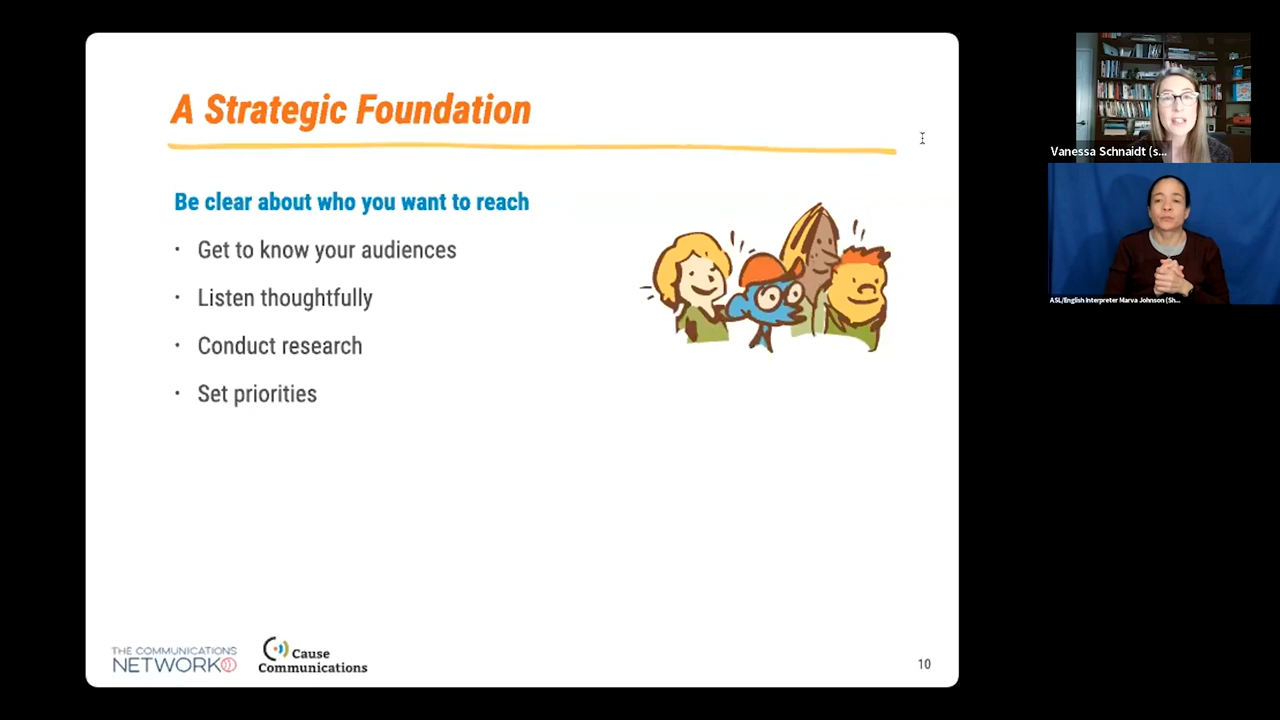 A Strategic Foundation
Be clear about who you want to reach
• Get to know your audiences
• Listen thoughtfully
• Conduct research
• Set priorities
THE COMMUNICATIONS
NETWORK
Cause
Communications
10
Vanessa Schnaidt (s...
ASL/English Interpreter Marva Johnson (Sh...